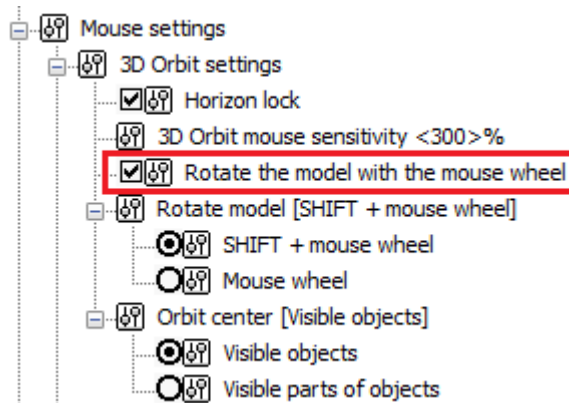 Mouse settings
3D Orbit settings
Horizon lock
3D Orbit mouse sensitivity <300>%
Rotate the model with the mouse wheel
Rotate model [SHIFT + mouse wheel]
SHIFT + mouse wheel
Mouse wheel
Orbit center [Visible objects]
Visible objects
Visible parts of objects